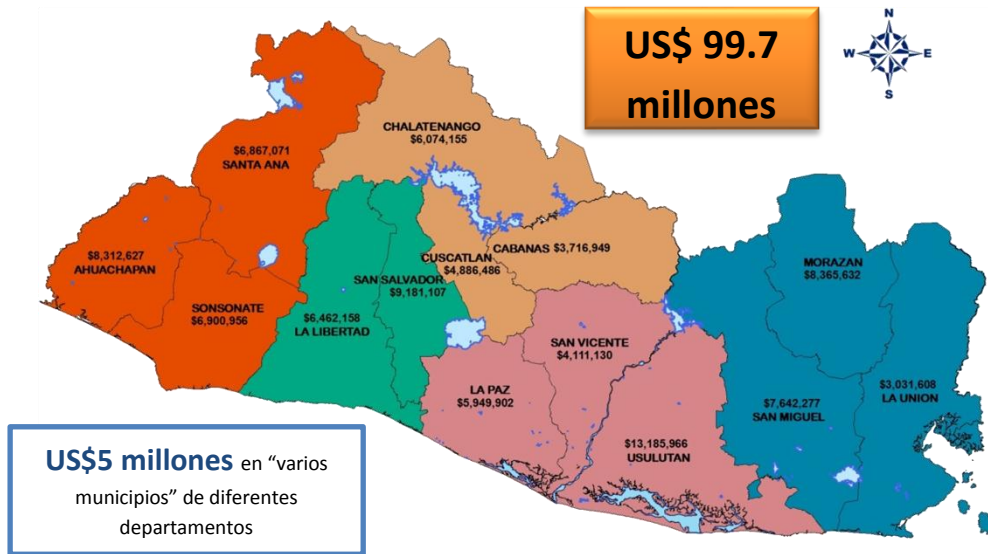 US$ 99.7
millones
N
W
E
S
CHALATENANGO
$6,074,155
$6,867,071
SANTA ANA
$8,312,627
AHUACHAPAN
SONSONATE
$6,900,956
$6,462,158
LA LIBERTAD
SAN SALVADOR
$9,181,107
CUSCATLAN
$4,886,486
CABANAS $3,716,949
SAN VICENTE
$4,111,130
LA PAZ
$5,949,902
$13,185,966
USULUTAN
MORAZAN
$8,365,632
$7,642,277
SAN MIGUEL
$3,031,608
LA UNION
US$5 millones en “varios
municipios” de diferentes
departamentos